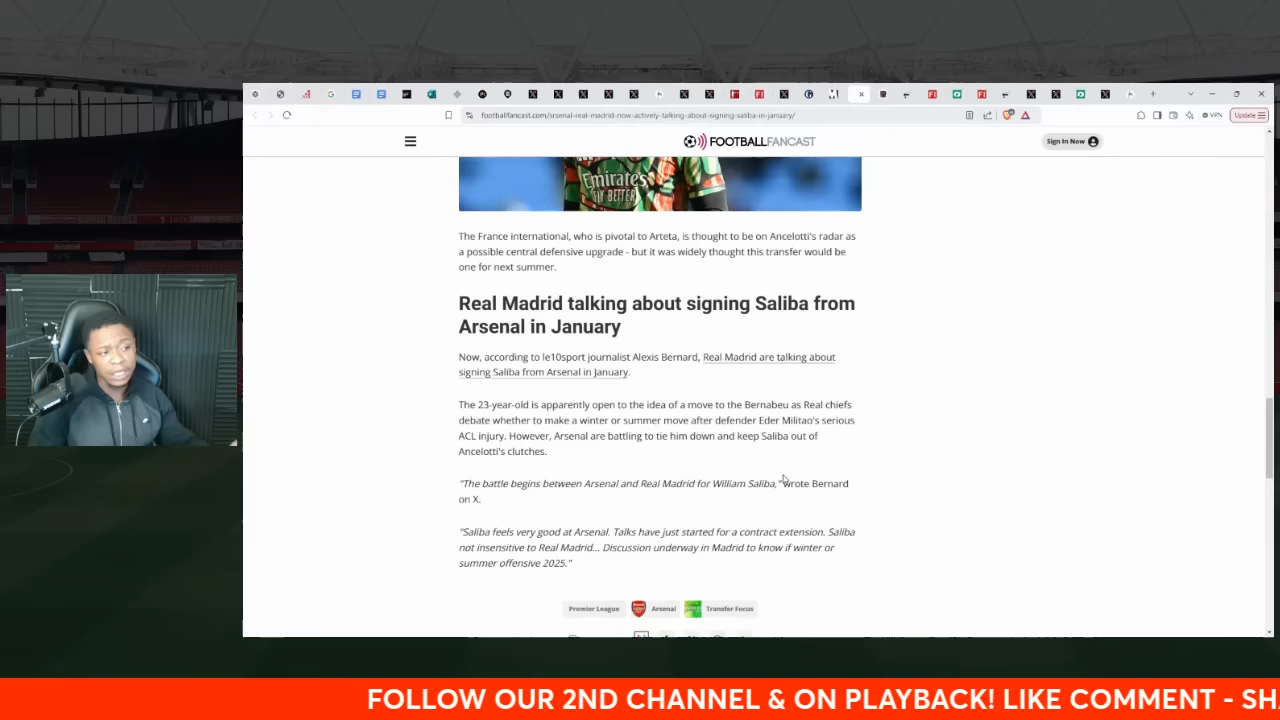 Update
footballfancast.com/srsenal-real-madrid-now-actively-talking-about-signing-saliba-in-january/
VPN
FOOTBALLFANCAST
Sign In Now
Emirates
FLY BETTER
The France international, who is pivotal to Arteta, is thought to be on Ancelotti's radar as
a possible central defensive upgrade - but it was widely thought this transfer would be
one for next summer.
Real Madrid talking about signing Saliba from
Arsenal in January
Now, according to le10sport journalist Alexis Bernard, Real Madrid are talking about
signing Saliba from Arsenal in January.
The 23-year-old is apparently open to the idea of a move to the Bernabeu as Real chiefs
debate whether to make a winter or summer move after defender Eder Militao's serious
ACL injury. However, Arsenal are battling to tie him down and keep Saliba out of
Ancelotti's clutches.
"The battle begins between Arsenal and Real Madrid for William Saliba," wrote Bernard
on X.
"Saliba feels very good at Arsenal. Talks have just started for a contract extension. Saliba
not insensitive to Real Madrid... Discussion underway in Madrid to know if winter or
summer offensive 2025."
Premier League Arsenal Transfer Focus
Arsenal
FOLLOW OUR 2ND CHANNEL & ON PLAYBACK! LIKE COMMENT - SH